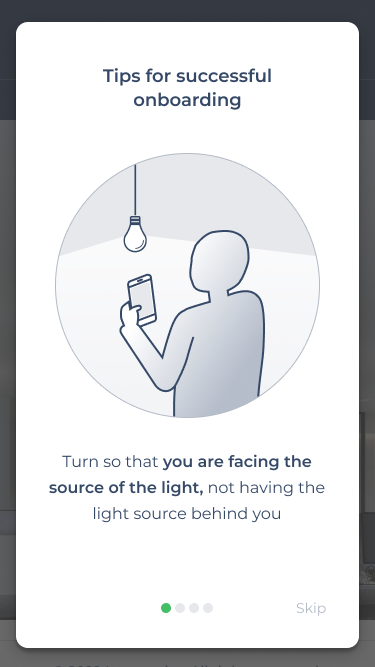 Tips for successful
onboarding
Turn so that you are facing the
source of the light, not having the
light source behind you
Skip